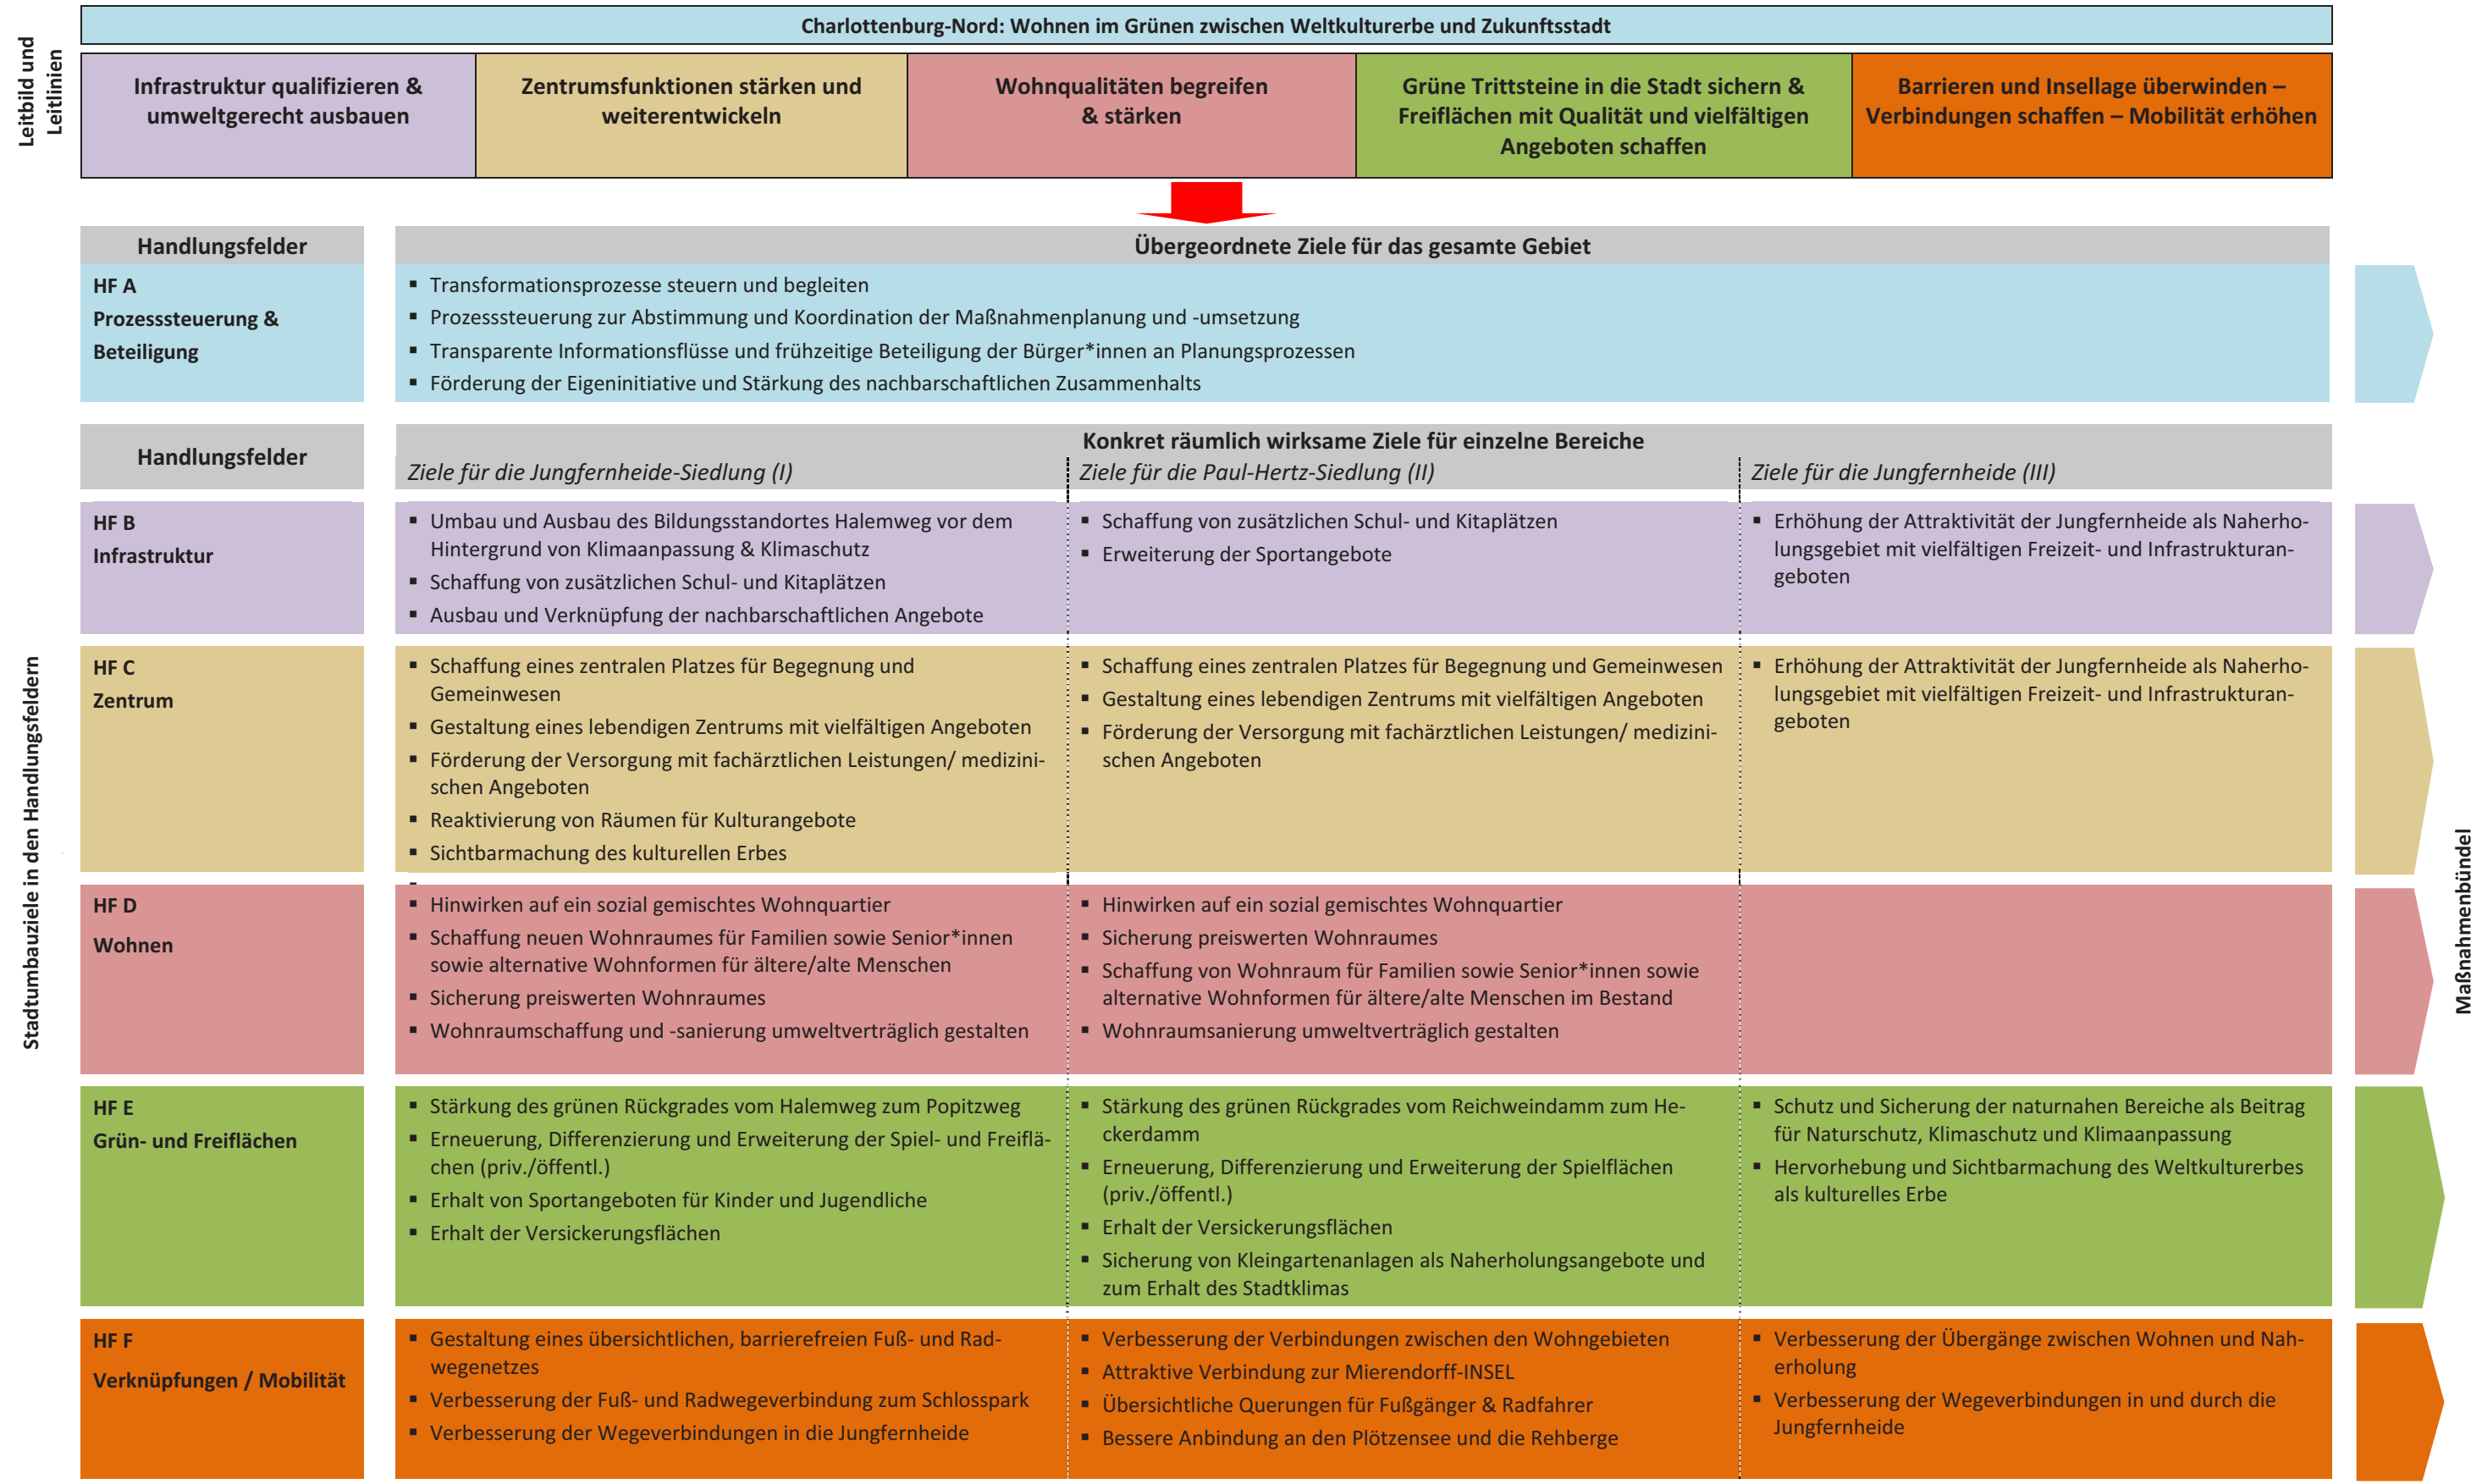 Leitbild und
Leitlinien
Charlottenburg-Nord: Wohnen im Grünen zwischen Weltkulturerbe und Zukunftsstadt
Infrastruktur qualifizieren &
umweltgerecht ausbauen
Zentrumsfunktionen stärken und
weiterentwickeln
Wohnqualitäten begreifen
& stärken
Grüne Trittsteine in die Stadt sichern &
Freiflächen mit Qualität und vielfältigen
Angeboten schaffen
Barrieren und Insellage überwinden –
Verbindungen schaffen – Mobilität erhöhen
Handlungsfelder
Übergeordnete Ziele für das gesamte Gebiet
HF A
Prozesssteuerung &
Beteiligung
▪ Transformationsprozesse steuern und begleiten
▪ Prozesssteuerung zur Abstimmung und Koordination der Maßnahmenplanung und -umsetzung
▪ Transparente Informationsflüsse und frühzeitige Beteiligung der Bürger*innen an Planungsprozessen
▪ Förderung der Eigeninitiative und Stärkung des nachbarschaftlichen Zusammenhalts
Stadtumbauziele in den Handlungsfeldern
Handlungsfelder
Konkret räumlich wirksame Ziele für einzelne Bereiche
Ziele für die Jungfernheide-Siedlung (I)
Ziele für die Paul-Hertz-Siedlung (II)
Ziele für die Jungfernheide (III)
HF B
Infrastruktur
▪ Umbau und Ausbau des Bildungsstandortes Halemweg vor dem
Hintergrund von Klimaanpassung & Klimaschutz
▪ Schaffung von zusätzlichen Schul- und Kitaplätzen
▪ Ausbau und Verknüpfung der nachbarschaftlichen Angebote
▪ Schaffung von zusätzlichen Schul- und Kitaplätzen
▪ Erweiterung der Sportangebote
▪ Erhöhung der Attraktivität der Jungfernheide als Naherho-
lungsgebiet mit vielfältigen Freizeit- und Infrastrukturan-
geboten
HF C
Zentrum
▪ Schaffung eines zentralen Platzes für Begegnung und
Gemeinwesen
▪ Gestaltung eines lebendigen Zentrums mit vielfältigen Angeboten
▪ Förderung der Versorgung mit fachärztlichen Leistungen/ medizini-
schen Angeboten
▪ Reaktivierung von Räumen für Kulturangebote
▪ Sichtbarmachung des kulturellen Erbes
▪ Schaffung eines zentralen Platzes für Begegnung und Gemeinwesen
▪ Gestaltung eines lebendigen Zentrums mit vielfältigen Angeboten
▪ Förderung der Versorgung mit fachärztlichen Leistungen/ medizini-
schen Angeboten
▪ Erhöhung der Attraktivität der Jungfernheide als Naherho-
lungsgebiet mit vielfältigen Freizeit- und Infrastrukturan-
geboten
HF D
Wohnen
▪ Hinwirken auf ein sozial gemischtes Wohnquartier
▪ Schaffung neuen Wohnraumes für Familien sowie Senior*innen
sowie alternative Wohnformen für ältere/alte Menschen
▪ Sicherung preiswerten Wohnraumes
▪ Wohnraumschaffung und -sanierung umweltverträglich gestalten
▪ Hinwirken auf ein sozial gemischtes Wohnquartier
▪ Sicherung preiswerten Wohnraumes
▪ Schaffung von Wohnraum für Familien sowie Senior*innen sowie
alternative Wohnformen für ältere/alte Menschen im Bestand
▪ Wohnraumsanierung umweltverträglich gestalten
HF E
Grün- und Freiflächen
▪ Stärkung des grünen Rückgrades vom Halemweg zum Popitzweg
▪ Erneuerung, Differenzierung und Erweiterung der Spiel- und Freiflä-
chen (priv./öffentl.)
▪ Erhalt von Sportangeboten für Kinder und Jugendliche
▪ Erhalt der Versickerungsflächen
▪ Stärkung des grünen Rückgrades vom Reichweindamm zum He-
ckerdamm
▪ Erneuerung, Differenzierung und Erweiterung der Spielflächen
(priv./öffentl.)
▪ Erhalt der Versickerungsflächen
▪ Sicherung von Kleingartenanlagen als Naherholungsangebote und
zum Erhalt des Stadtklimas
▪ Schutz und Sicherung der naturnahen Bereiche als Beitrag
für Naturschutz, Klimaschutz und Klimaanpassung
▪ Hervorhebung und Sichtbarmachung des Weltkulturerbes
als kulturelles Erbe
HF F
Verknüpfungen / Mobilität
▪ Gestaltung eines übersichtlichen, barrierefreien Fuß- und Rad-
wegenetzes
▪ Verbesserung der Fuß- und Radwegeverbindung zum Schlosspark
▪ Verbesserung der Wegeverbindungen in die Jungfernheide
▪ Verbesserung der Verbindungen zwischen den Wohngebieten
▪ Attraktive Verbindung zur Mierendorff-INSEL
▪ Übersichtliche Querungen für Fußgänger & Radfahrer
▪ Bessere Anbindung an den Plötzensee und die Rehberge
▪ Verbesserung der Übergänge zwischen Wohnen und Nah-
erholung
▪ Verbesserung der Wegeverbindungen in und durch die
Jungfernheide
Maßnahmenbündel